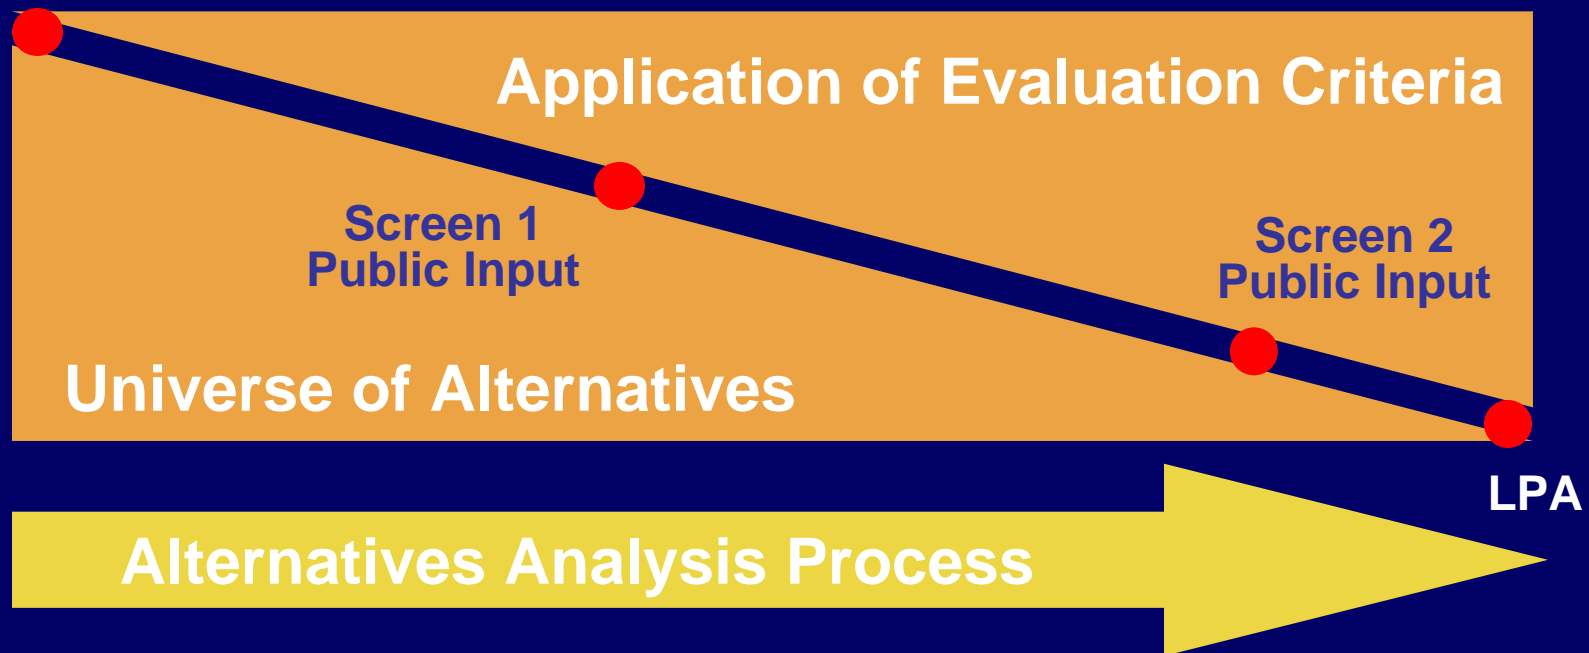 Application of Evaluation Criteria
Screen 1
Public Input
Screen 2
Public Input
Universe of Alternatives
LPA
Alternatives Analysis Process